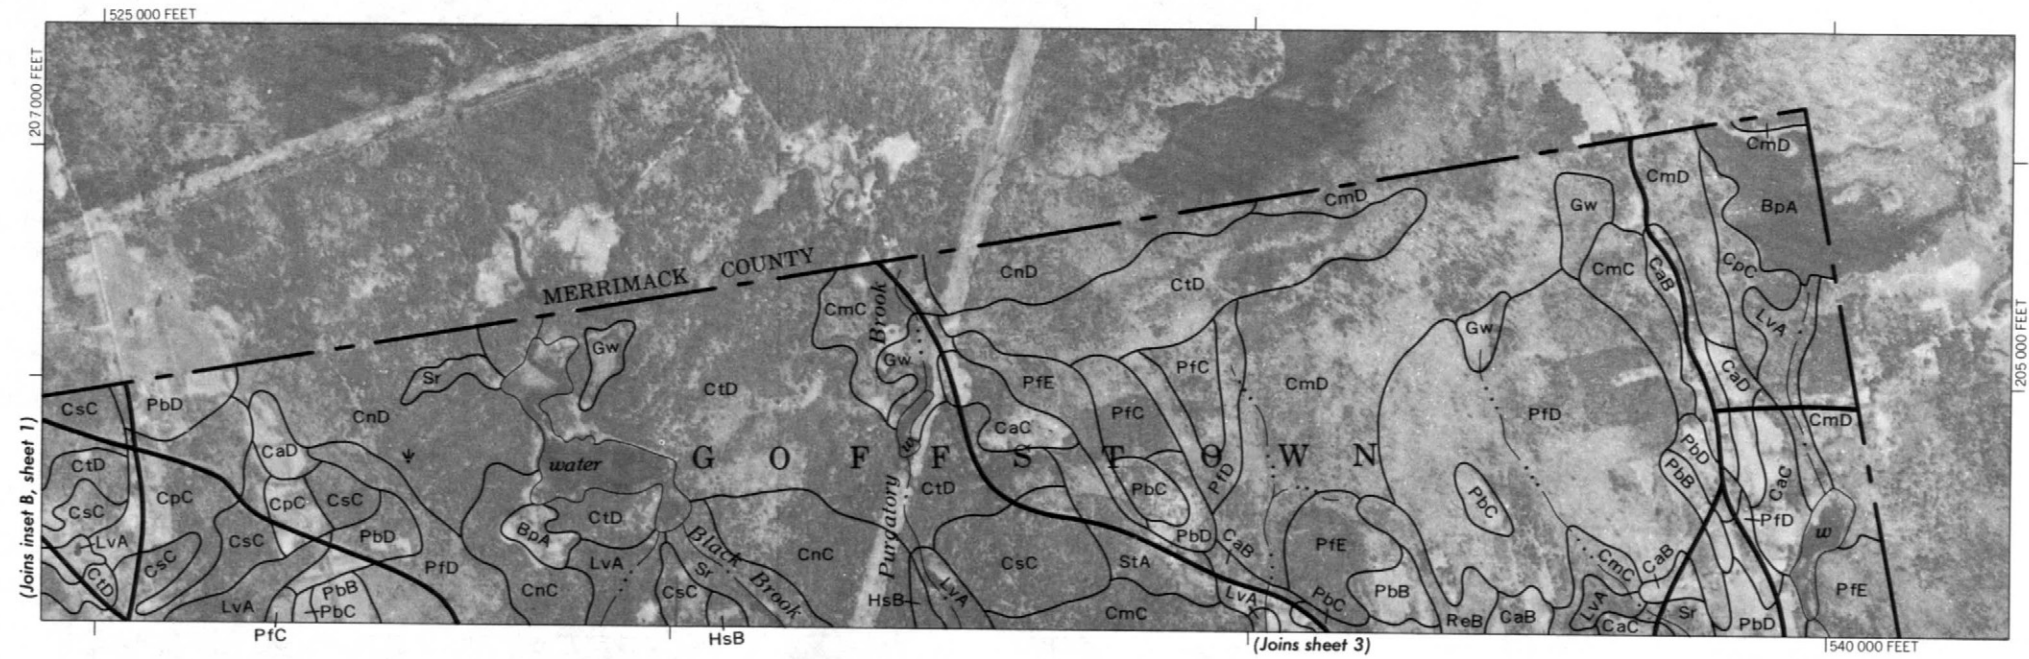 525 000 FEET
207 000 FEET
CmD
CmD
BpA
CmD
Gw
MERRIMACK COUNTY
CnD
CtD
CmC
CaB
CpC
CmC
Brook
LvA
Gw
Gw
Gw
205 000 FEET
CsC
PbD
Sr
CnD
CtD
PfE
PfC
CmD
CaD
PfC
PfD
CmD
CaC
(Joins inset B, sheet 1)
CaD
water
w
G O F F S T O W N
PbD
CtD
CpC
CpC
CsC
CtD
PbC
PfD
PbC
PbB
CaC
CsC
CtD
BpA
LvA
CsC
CsC
PbD
PfD
LvA
Black Brook
CnC
Purgatory
CsC
StA
PbD
CaB
PfE
CmC
CaB
PfD
w
CtD
PbB
CnC
CsC
Sr
LvA
PbC
PbB
PfE
LvA
PbC
HsB
CmC
LvA
ReB
CaB
LvA
CaC
Sr
PbD
PfC
HsB
(Joins sheet 3)
540 000 FEET